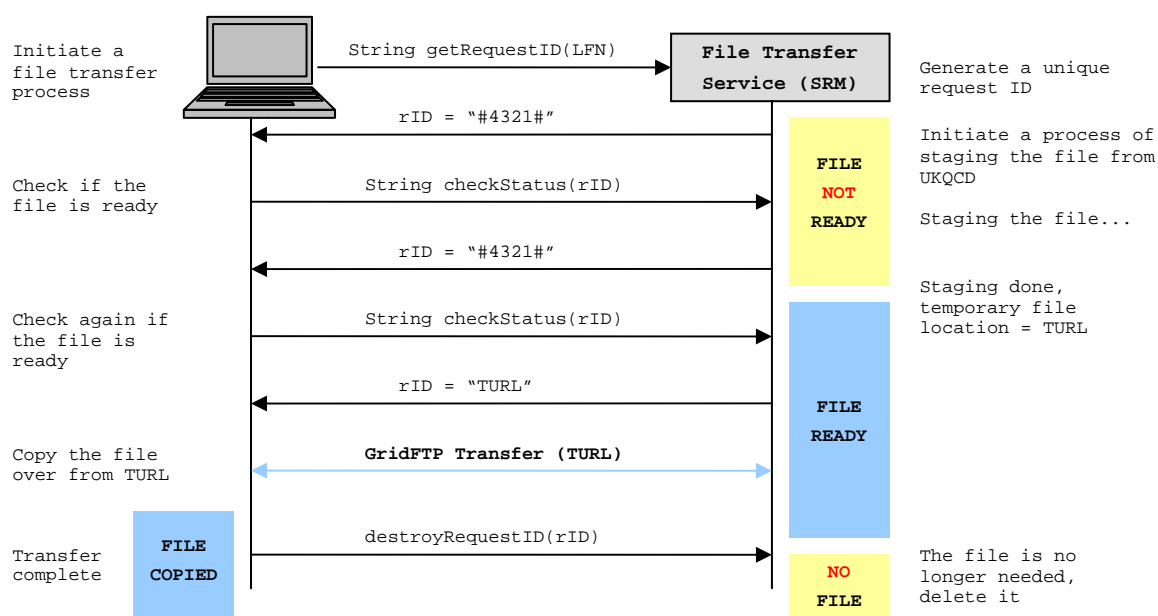 Initiate a
file transfer
process
String getRequestID(LFN)
File Transfer
Service (SRM)
Generate a unique
request ID
rID = “#4321#”
Initiate a process of
staging the file from
UKQCD
FILE
NOT
READY
Check if the
file is ready
String checkStatus(rID)
Staging the file...
rID = “#4321#”
Staging done,
temporary file
location = TURL
Check again if
the file is
ready
String checkStatus(rID)
rID = “TURL”
FILE
READY
Copy the file
over from TURL
GridFTP Transfer (TURL)
destroyRequestID(rID)
Transfer
complete
FILE
COPIED
NO
FILE
The file is no
longer needed,
delete it